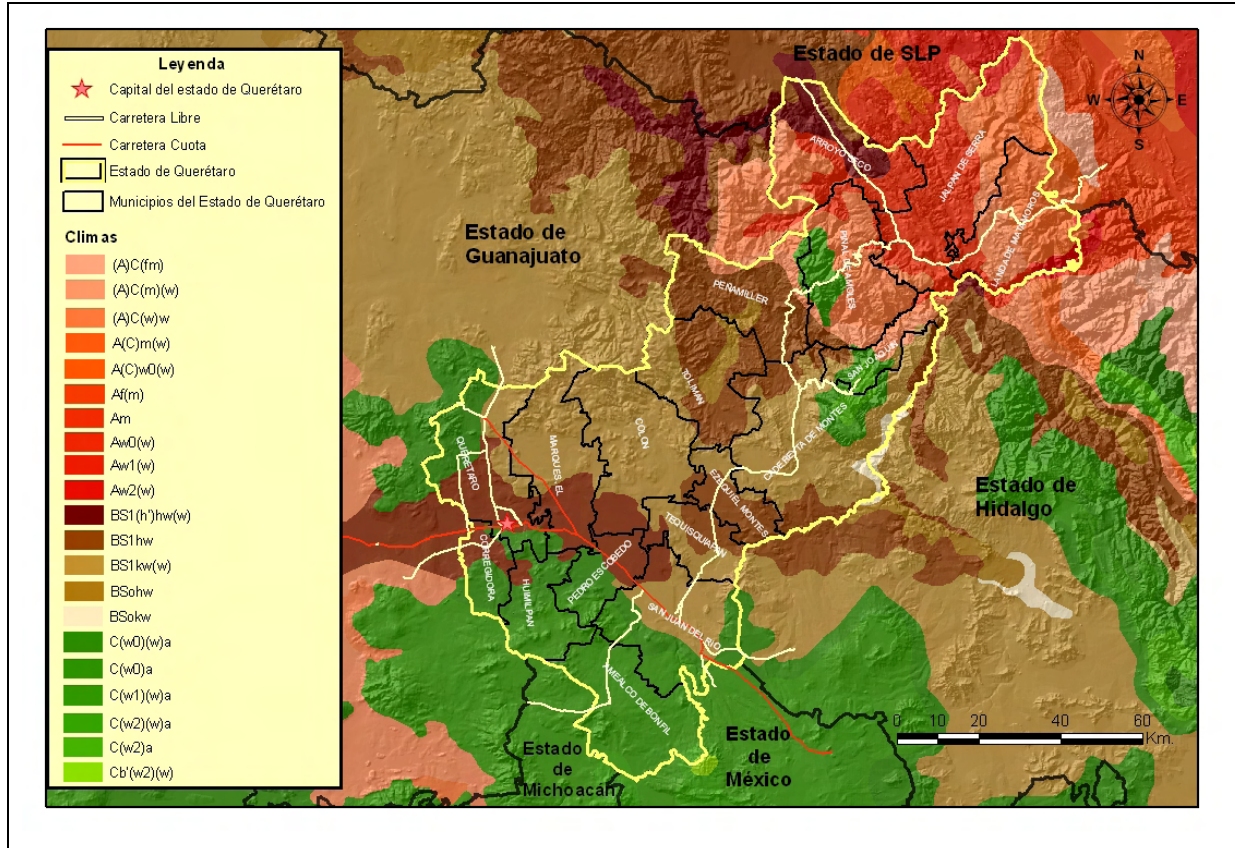 Leyenda
Capital del estado de Querétaro
Carretera Libre
Carretera Cuota
Estado de Querétaro
Municipios del Estado de Querétaro
Climas
(A)C(fm)
(A)C(m)(w)
(A)C(w)w
A(C)m(w)
A(C)w0(w)
Af(m)
Am
Aw0(w)
Aw1(w)
Aw2(w)
BS1(h')hw(w)
BS1hw
BS1kw(w)
BSohw
BSokw
C(w0)(w)a
C(w0)a
C(w1)(w)a
C(w2)(w)a
C(w2)a
Cb'(w2)(w)
Estado de SLP
N
W
E
S
ARROYO SECO
JALPAN DE SERRA
LANDA DE MATAMOROS
Estado de
Guanajuato
PINAL DE AMOLES
PEÑAMILLER
SAN JOAQUIN
TOLIMAN
COLON
CADEREYTA DE MONTES
MARQUES, EL
QUERETARO
EZEQUIEL MONTES
Estado de
Hidalgo
TEQUISQUIAPAN
CORREGIDORA
HUIMILPAN
PEDRO ESCOBEDO
SAN JUAN DEL RIO
AMEALCO DE BONFIL
Estado
de
México
Estado
de
Michoacán
0 10 20 40 60
Km.